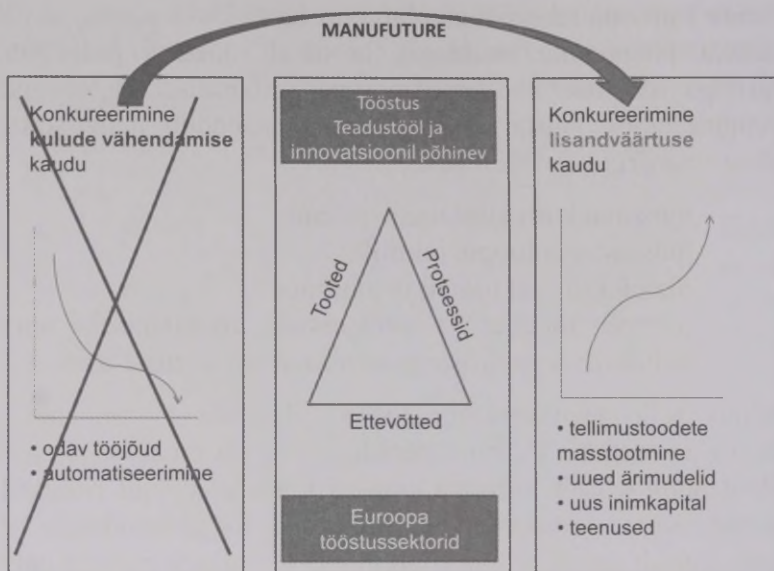 MANUFUTURE
Konkureerimine
kulude vähendamise
kaudu
• odav tööjõud
• automatiseerimine
Tööstus
Teadustööl ja
innovatsioonil põhinev
Tooted
Protsessid
Ettevõtted
Euroopa
tööstussektorid
Konkureerimine
lisandväärtuse
kaudu
• tellimustoodete
masstootmine
• uued ärimudelid
• uus inimkapital
• teenused